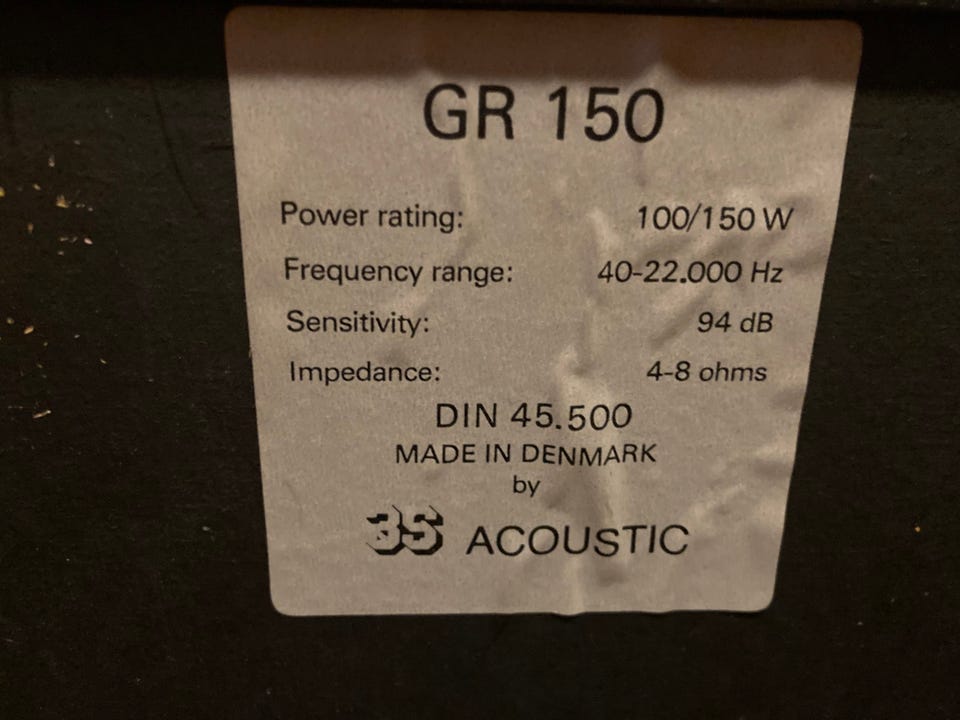 GR 150
Power rating: 100/150 W
Frequency range: 40-22.000 Hz
Sensitivity: 94 dB
Impedance: 4-8 ohms
DIN 45.500
MADE IN DENMARK
by
3S ACOUSTIC